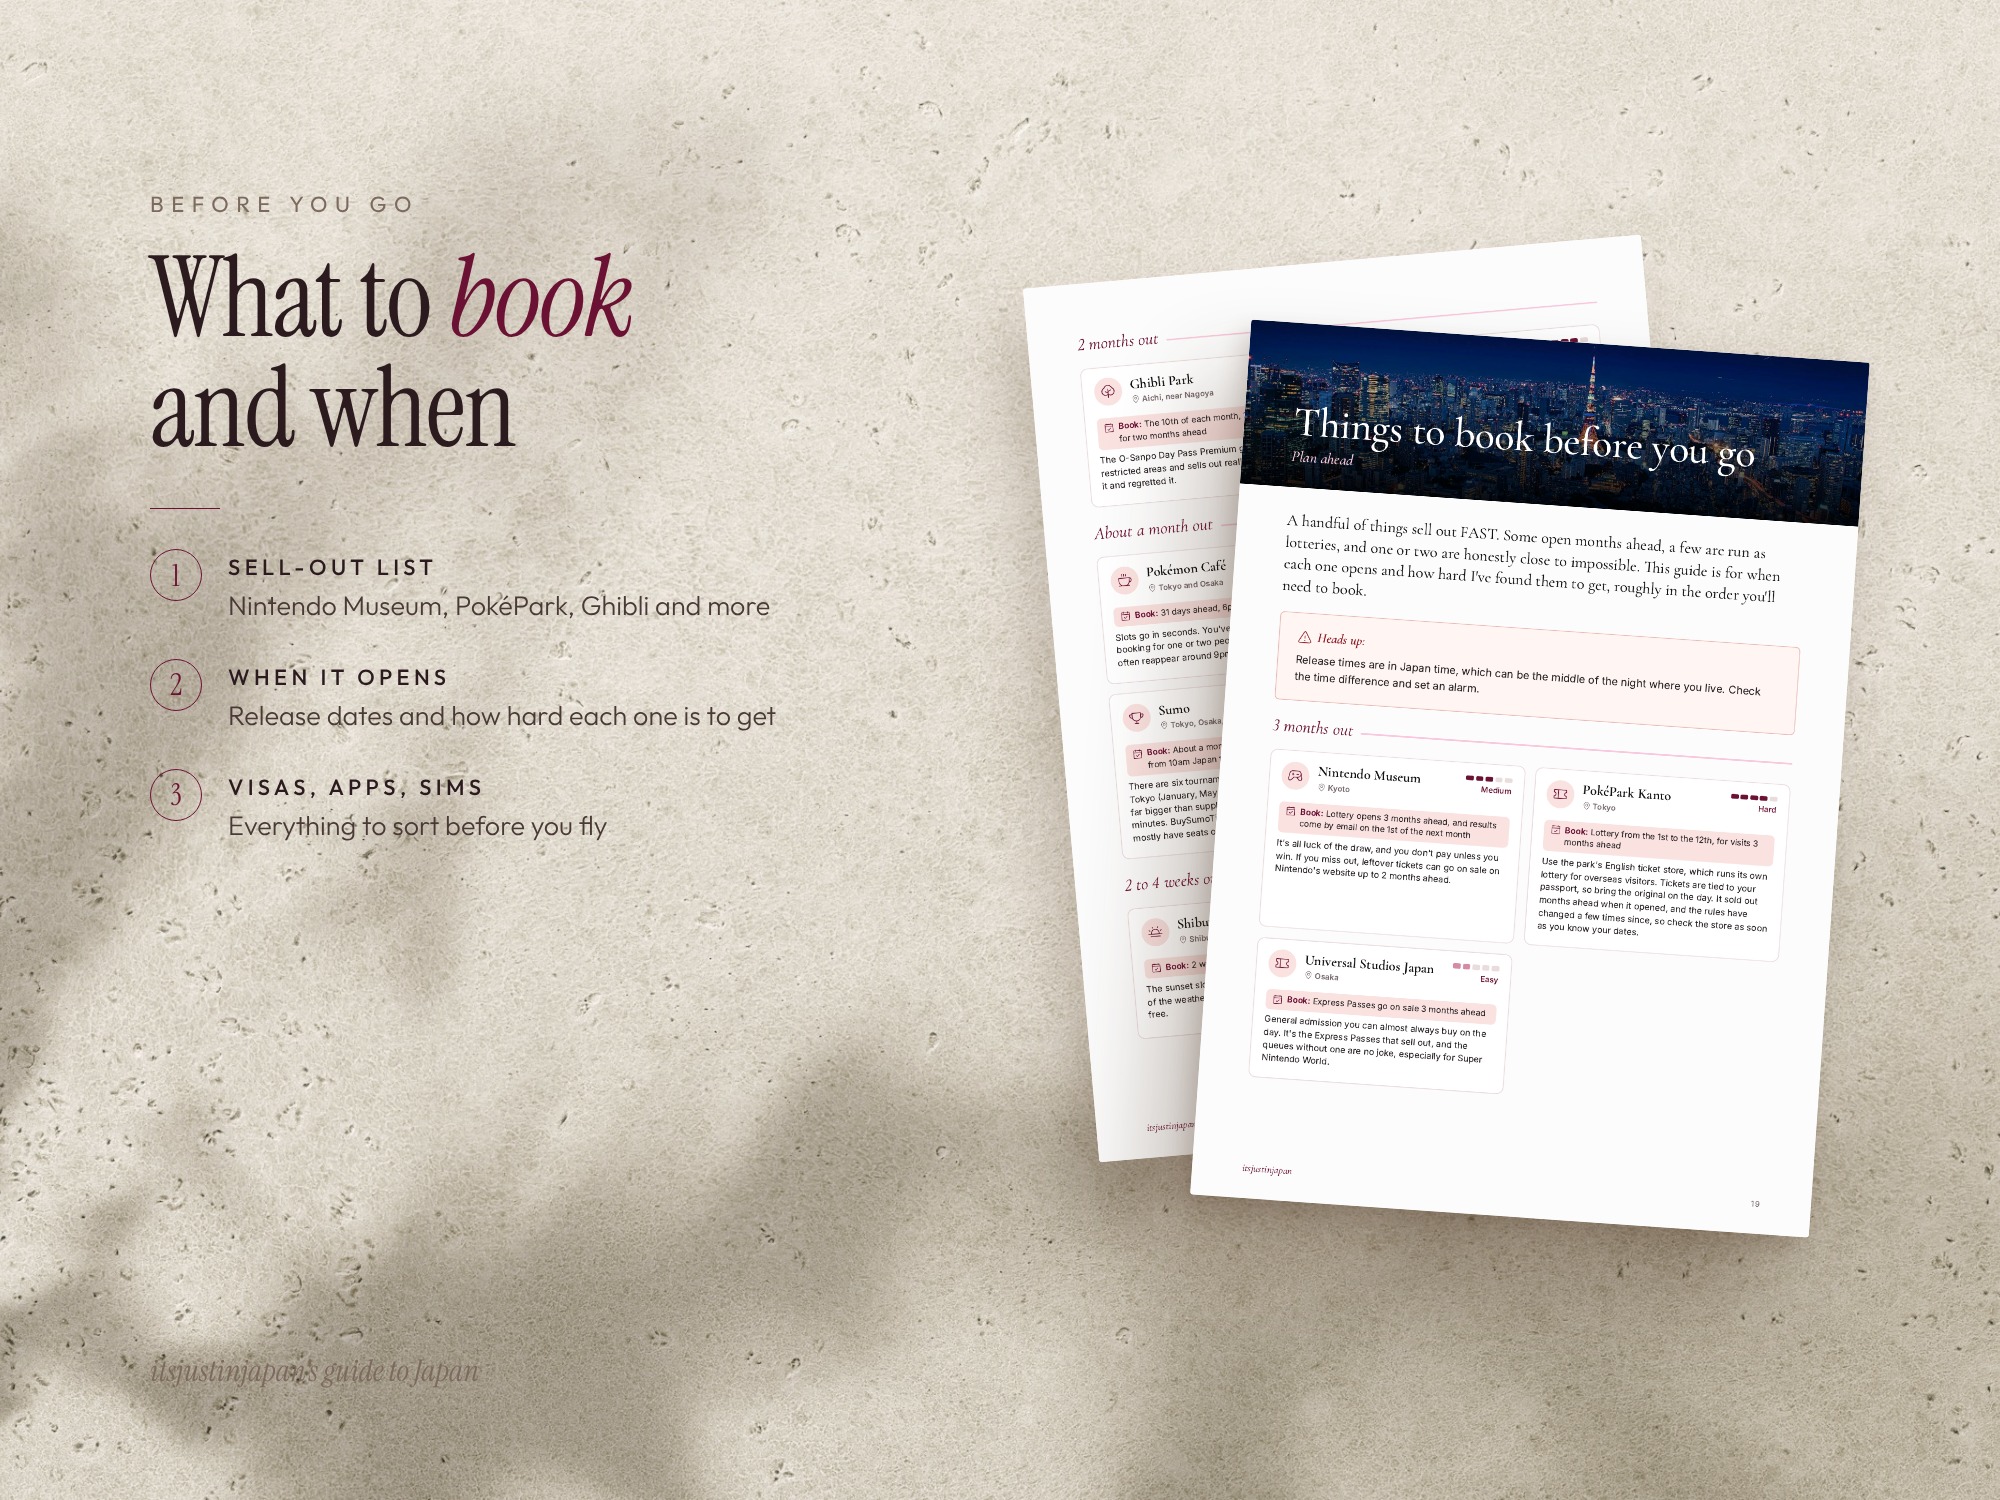 BEFORE YOU GO
What to book
and when
1
SELL-OUT LIST
Nintendo Museum, PokéPark, Ghibli and more
2
WHEN IT OPENS
Release dates and how hard each one is to get
3
VISAS, APPS, SIMS
Everything to sort before you fly
itsjustinjapan's guide to Japan
2 months out
Ghibli Park
Aichi, near Nagoya
Book: The 10th of each month,
for two months ahead
The O-Sanpo Day Pass Premium
restricted areas and sells out
it and regretted it.
About a month out
Pokémon Café
Tokyo and Osaka
Book: 31 days ahead,
Slots go in seconds. You've
booking for one or two
often reappear around
Sumo
Tokyo, Osaka,
Book: About a
from 10am Japan
There are six
Tokyo (January, May
far bigger than
minutes.
mostly have seats
2 to 4 weeks
Book: 2
The sunset
of the
free.
Things to book before you go
Plan ahead
A handful of things sell out FAST. Some open months ahead, a few are run as
lotteries, and one or two are honestly close to impossible. This guide is for when
each one opens and how hard I've found them to get, roughly in the order you'll
need to book.
Heads up:
Release times are in Japan time, which can be the middle of the night where you live. Check
the time difference and set an alarm.
3 months out
Nintendo Museum
Kyoto
Medium
Book: Lottery opens 3 months ahead, and results
come by email on the 1st of the next month
It's all luck of the draw, and you don't pay unless you
win. If you miss out, leftover tickets can go on sale on
Nintendo's website up to 2 months ahead.
PokéPark Kanto
Tokyo
Hard
Book: Lottery from the 1st to the 12th, for visits 3
months ahead
Use the park's English ticket store, which runs its own
lottery for overseas visitors. Tickets are tied to your
passport, so bring the original on the day. It sold out
months ahead when it opened, and the rules have
changed a few times since, so check the store as soon
as you know your dates.
Universal Studios Japan
Osaka
Easy
Book: Express Passes go on sale 3 months ahead
General admission you can almost always buy on the
day. It's the Express Passes that sell out, and the
queues without one are no joke, especially for Super
Nintendo World.
itsjustinjapan
19